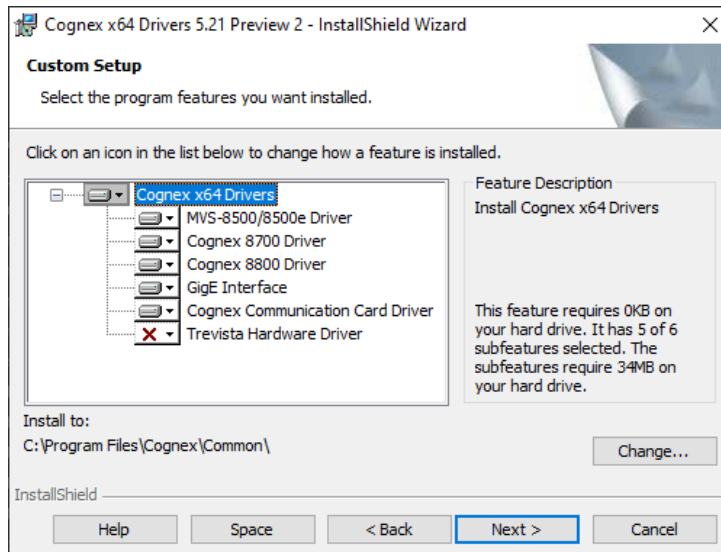 Cognex x64 Drivers 5.21 Preview 2 - InstallShield Wizard
Custom Setup
Select the program features you want installed.
Click on an icon in the list below to change how a feature is installed.
Cognex x64 Drivers
MVS-8500/8500e Driver
Cognex 8700 Driver
Cognex 8800 Driver
GigE Interface
Cognex Communication Card Driver
Trevista Hardware Driver
Feature Description
Install Cognex x64 Drivers
This feature requires 0KB on
your hard drive. It has 5 of 6
subfeatures selected. The
subfeatures require 34MB on
your hard drive.
Install to:
C:\Program Files\Cognex\Common\
Change...
InstallShield
Help
Space
< Back
Next >
Cancel